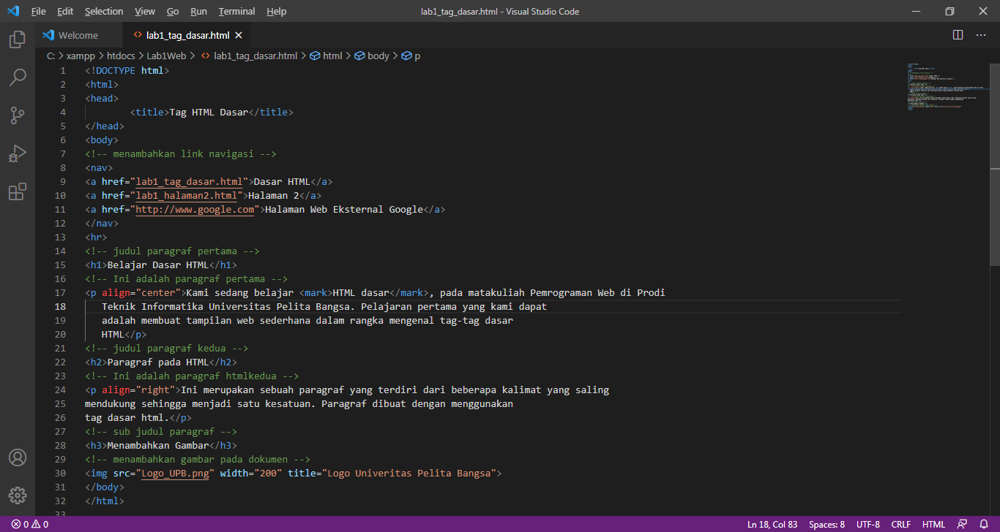 File Edit Selection View Go Run Terminal Help lab1_tag_dasar.html - Visual Studio Code
Welcome lab1_tag_dasar.html
C: > xampp > htdocs > Lab1Web > lab1_tag_dasar.html > html > body > p
1 <!DOCTYPE html>
2 <html>
3 <head>
4 <title>Tag HTML Dasar</title>
5 </head>
6 <body>
7 <!-- menambahkan link navigasi -->
8 <nav>
9 <a href="lab1_tag_dasar.html">Dasar HTML</a>
10 <a href="lab1_halaman2.html">Halaman 2</a>
11 <a href="http://www.google.com">Halaman Web Eksternal Google</a>
12 </nav>
13 <hr>
14 <!-- judul paragraf pertama -->
15 <h1>Belajar Dasar HTML</h1>
16 <!-- Ini adalah paragraf pertama -->
17 <p align="center">Kami sedang belajar <mark>HTML dasar</mark>, pada matakuliah Pemrograman Web di Prodi
18 Teknik Informatika Universitas Pelita Bangsa. Pelajaran pertama yang kami dapat
19 adalah membuat tampilan web sederhana dalam rangka mengenal tag-tag dasar
20 HTML</p>
21 <!-- judul paragraf kedua -->
22 <h2>Paragraf pada HTML</h2>
23 <!-- Ini adalah paragraf htmlkedua -->
24 <p align="right">Ini merupakan sebuah paragraf yang terdiri dari beberapa kalimat yang saling
25 mendukung sehingga menjadi satu kesatuan. Paragraf dibuat dengan menggunakan
26 tag dasar html.</p>
27 <!-- sub judul paragraf -->
28 <h3>Menambahkan Gambar</h3>
29 <!-- menambahkan gambar pada dokumen -->
30 <img src="Logo_UPB.png" width="200" title="Logo Univeritas Pelita Bangsa">
31 </body>
32 </html>
33
0 0 Ln 18, Col 83 Spaces: 8 UTF-8 CRLF HTML